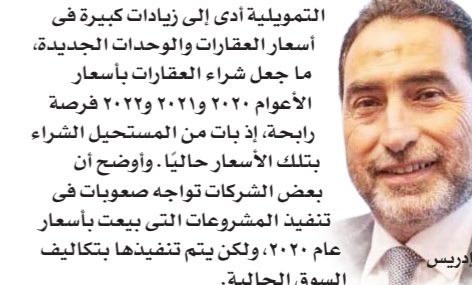 التمويلية أدى إلى زيادات كبيرة فى
أسعار العقارات والوحدات الجديدة،
ما جعل شراء العقارات بأسعار
الأعوام ٢٠٢٠ و٢٠٢١ و٢٠٢٢ فرصة
رابحة، إذ بات من المستحيل الشراء
بتلك الأسعار حاليًا. وأوضح أن
بعض الشركات تواجه صعوبات فى
تنفيذ المشروعات التى بيعت بأسعار
عام ٢٠٢٠، ولكن يتم تنفيذها بتكاليف
السوق الحالية.
إدريس